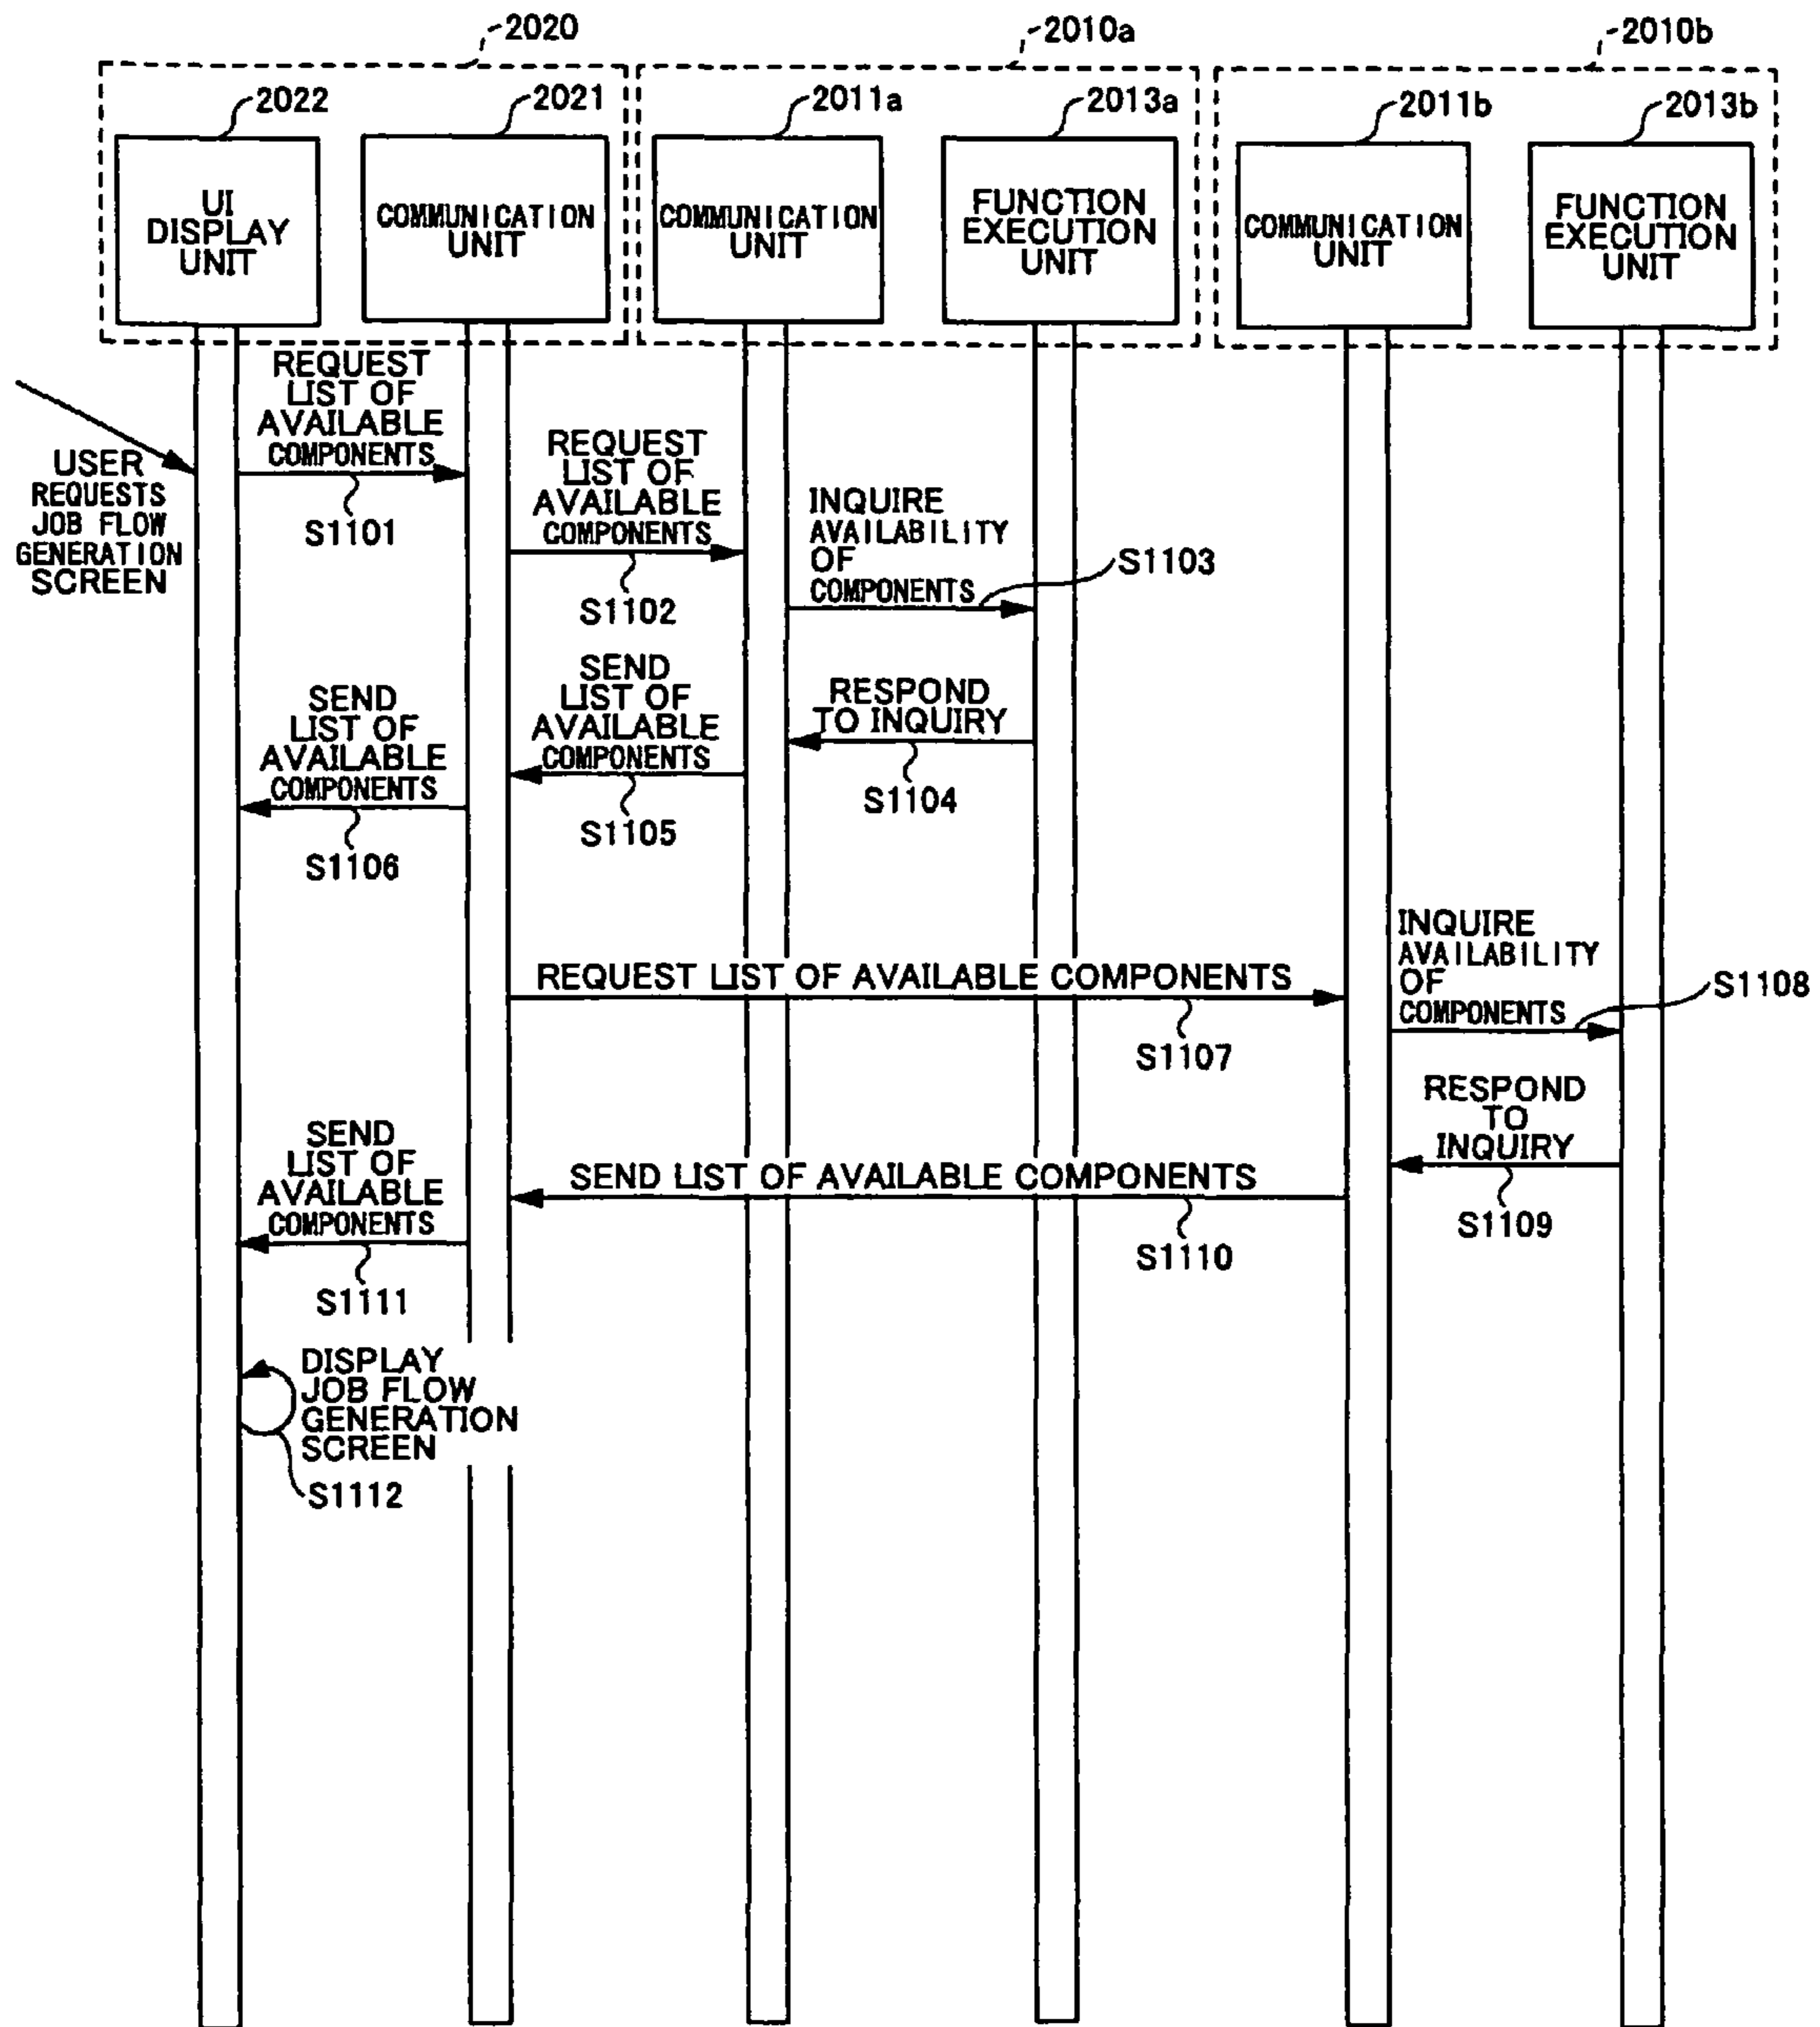 2020
2010a
2010b
2022
2021
2011a
2013a
2011b
2013b
UI
DISPLAY
UNIT
COMMUNICATION
UNIT
COMMUNICATION
UNIT
FUNCTION
EXECUTION
UNIT
COMMUNICATION
UNIT
FUNCTION
EXECUTION
UNIT
USER
REQUESTS
JOB FLOW
GENERATION
SCREEN
REQUEST
LIST OF
AVAILABLE
COMPONENTS
S1101
REQUEST
LIST OF
AVAILABLE
COMPONENTS
S1102
INQUIRE
AVAILABILITY
OF
COMPONENTS
S1103
RESPOND
TO INQUIRY
S1104
SEND
LIST OF
AVAILABLE
COMPONENTS
S1105
SEND
LIST OF
AVAILABLE
COMPONENTS
S1106
REQUEST LIST OF AVAILABLE COMPONENTS
S1107
INQUIRE
AVAILABILITY
OF
COMPONENTS
S1108
RESPOND
TO
INQUIRY
S1109
SEND LIST OF AVAILABLE COMPONENTS
S1110
SEND
LIST OF
AVAILABLE
COMPONENTS
S1111
DISPLAY
JOB FLOW
GENERATION
SCREEN
S1112